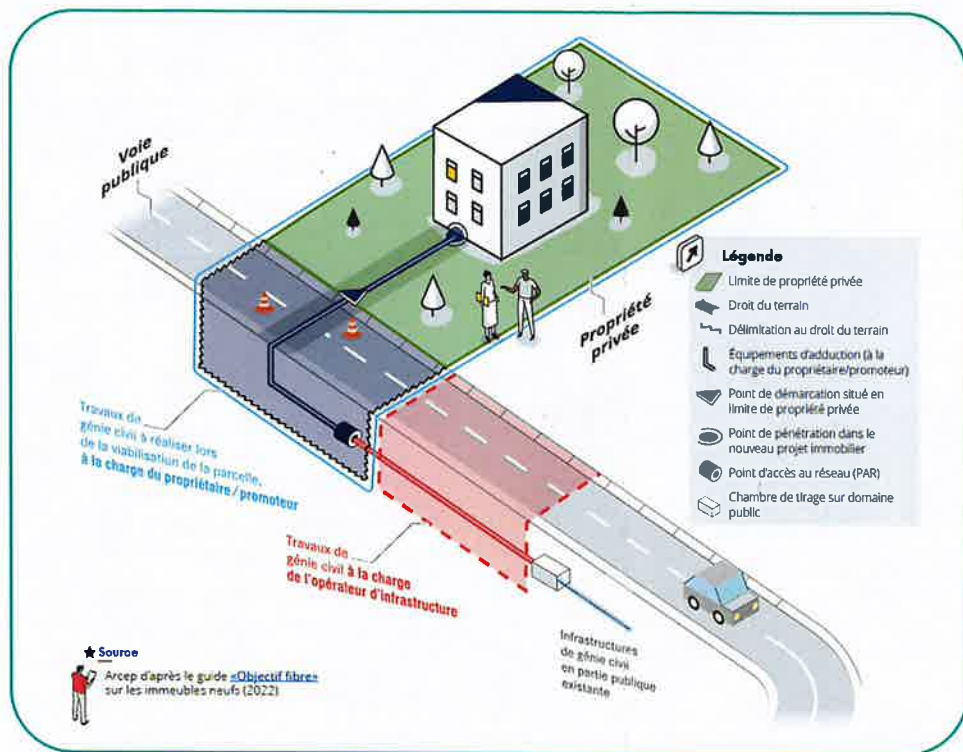 Voie
publique
Propriété
privée
Légende
Limite de propriété privée
Droit du terrain
Délimitation au droit du terrain
Équipements d'adduction (à la
charge du propriétaire/promoteur)
Point de démarcation situé en
limite de propriété privée
Point de pénétration dans le
nouveau projet immobilier
Point d'accès au réseau (PAR)
Chambre de tirage sur domaine
public
Travaux de
génie civil à réaliser lors
de la viabilisation de la parcelle,
à la charge du propriétaire / promoteur
Travaux de
génie civil à la charge
de l'opérateur d'infrastructure
Infrastructures
de génie civil
en partie publique
existante
Source
Arcep d'après le guide «Objectif fibre»
sur les immeubles neufs (2022)